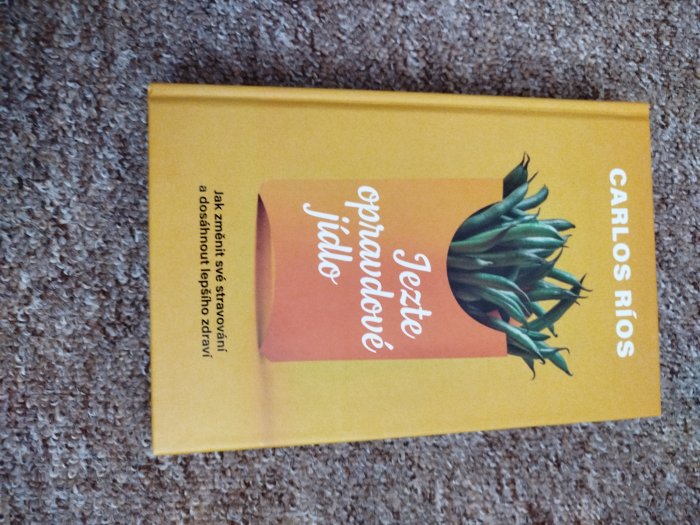 CARLOS RÍOS
Jezte
opravdové
jídlo
Jak změnit své stravování
a dosáhnout lepšího zdraví